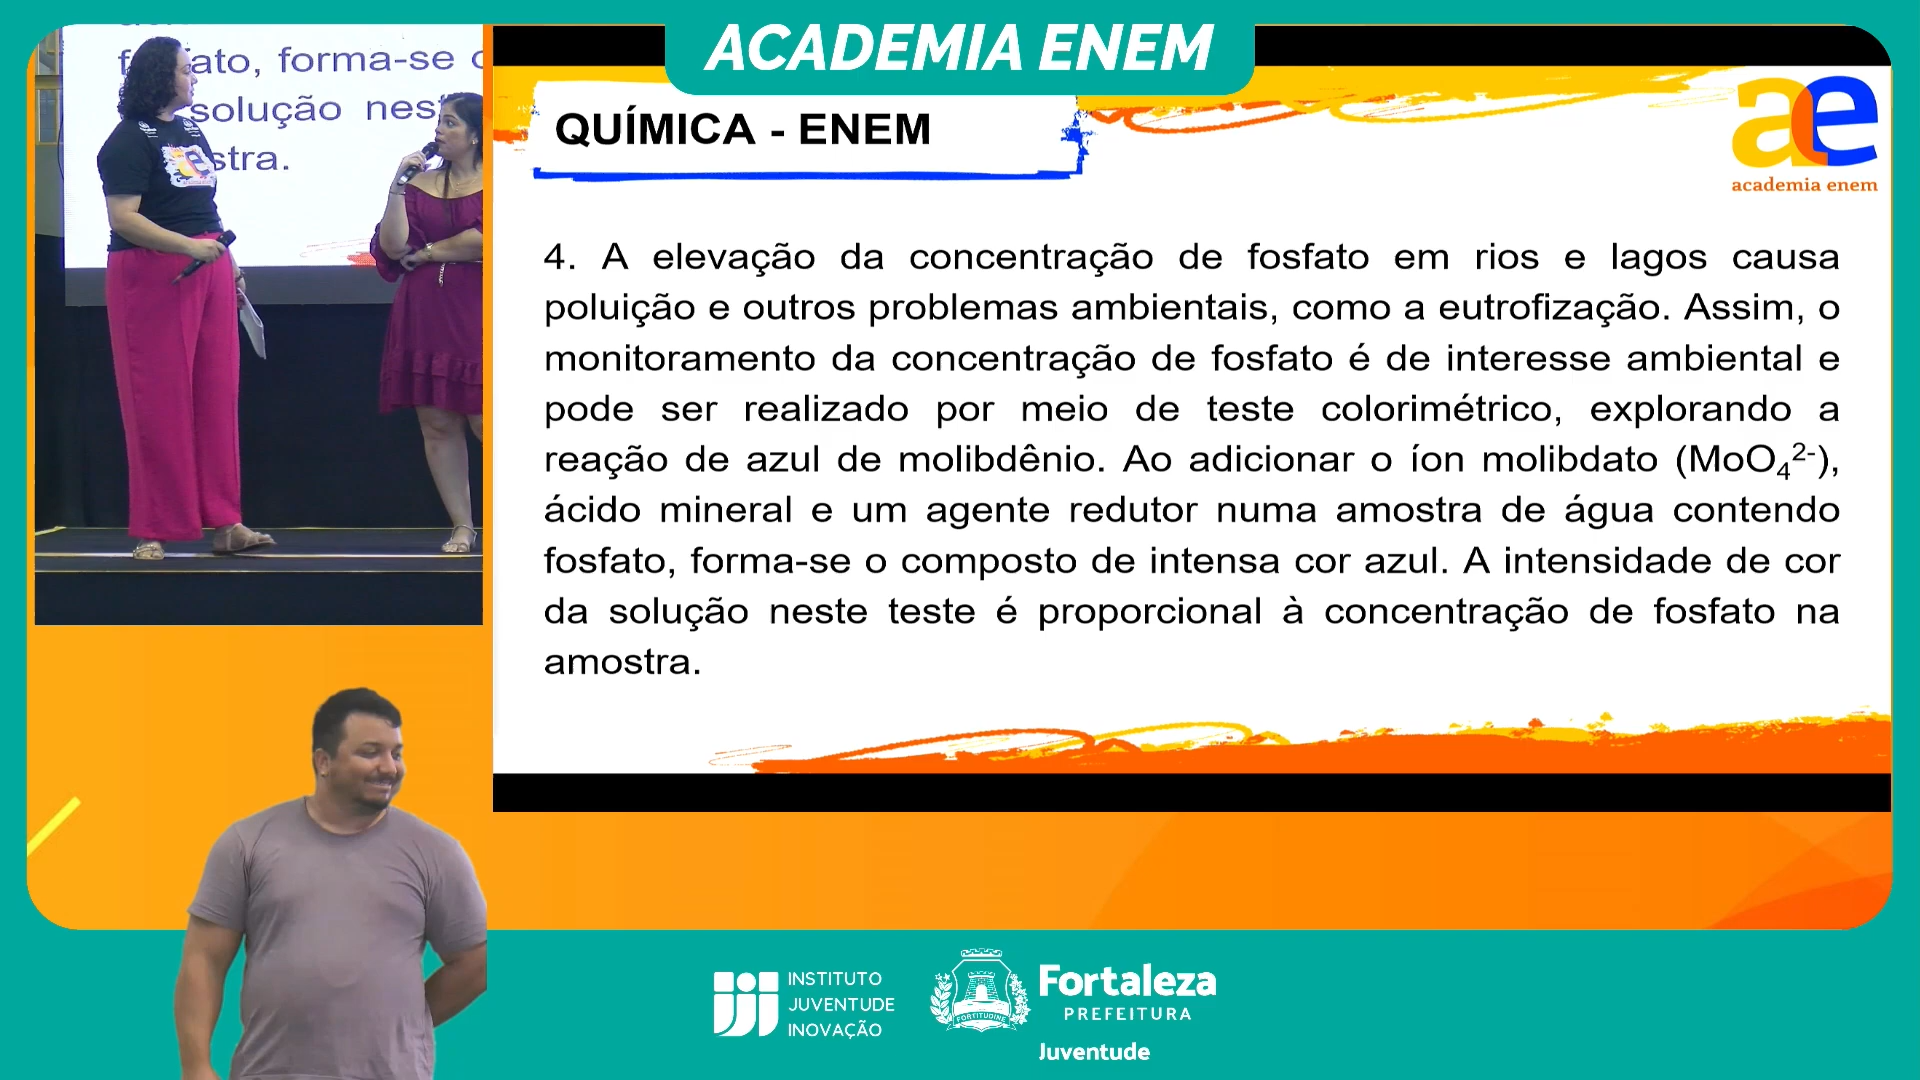 ACADEMIA ENEM
fosfato, forma-se o
solução nes
stra.
QUÍMICA - ENEM
ae
academia enem
4. A elevação da concentração de fosfato em rios e lagos causa
poluição e outros problemas ambientais, como a eutrofização. Assim, o
monitoramento da concentração de fosfato é de interesse ambiental e
pode ser realizado por meio de teste colorimétrico, explorando a
reação de azul de molibdênio. Ao adicionar o íon molibdato (MoO₄²⁻),
ácido mineral e um agente redutor numa amostra de água contendo
fosfato, forma-se o composto de intensa cor azul. A intensidade de cor
da solução neste teste é proporcional à concentração de fosfato na
amostra.
INSTITUTO
JUVENTUDE
INOVAÇÃO
FORTITUDINE
Fortaleza
PREFEITURA
Juventude